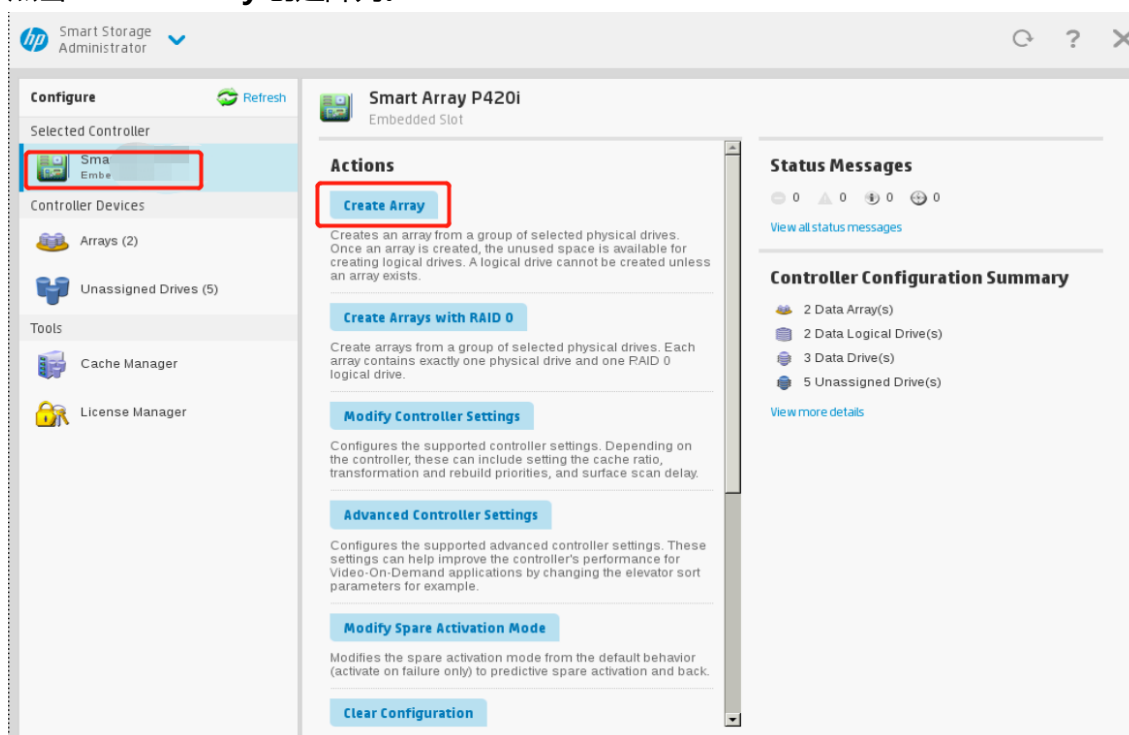 hp
Smart Storage
Administrator
Configure
Refresh
Selected Controller
Sma
Embe
Controller Devices
Arrays (2)
Unassigned Drives (5)
Tools
Cache Manager
License Manager
Smart Array P420i
Embedded Slot
Actions
Create Array
Creates an array from a group of selected physical drives.
Once an array is created, the unused space is available for
creating logical drives. A logical drive cannot be created unless
an array exists.
Create Arrays with RAID 0
Create arrays from a group of selected physical drives. Each
array contains exactly one physical drive and one RAID 0
logical drive.
Modify Controller Settings
Configures the supported controller settings. Depending on
the controller, these can include setting the cache ratio,
transformation and rebuild priorities, and surface scan delay.
Advanced Controller Settings
Configures the supported advanced controller settings. These
settings can help improve the controller's performance for
Video-On-Demand applications by changing the elevator sort
parameters for example.
Modify Spare Activation Mode
Modifies the spare activation mode from the default behavior
(activate on failure only) to predictive spare activation and back.
Clear Configuration
Status Messages
0 0 0 0
View all status messages
Controller Configuration Summary
2 Data Array(s)
2 Data Logical Drive(s)
3 Data Drive(s)
5 Unassigned Drive(s)
View more details